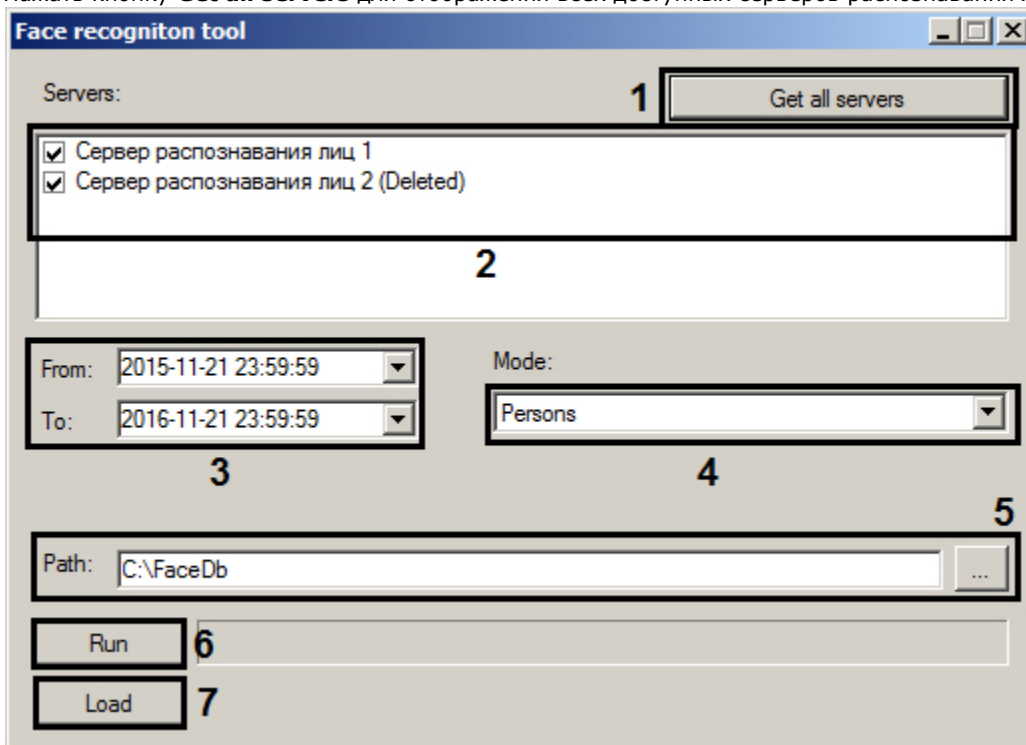 Нажать кнопку Get all servers для отображения всех доступных серверов распознавания
Face recogniton tool
Servers:
1
Get all servers
Сервер распознавания лиц 1
Сервер распознавания лиц 2 (Deleted)
2
From:
2015-11-21 23:59:59
Mode:
To:
2016-11-21 23:59:59
Persons
3
4
5
Path:
C:\FaceDb
...
Run
6
Load
7